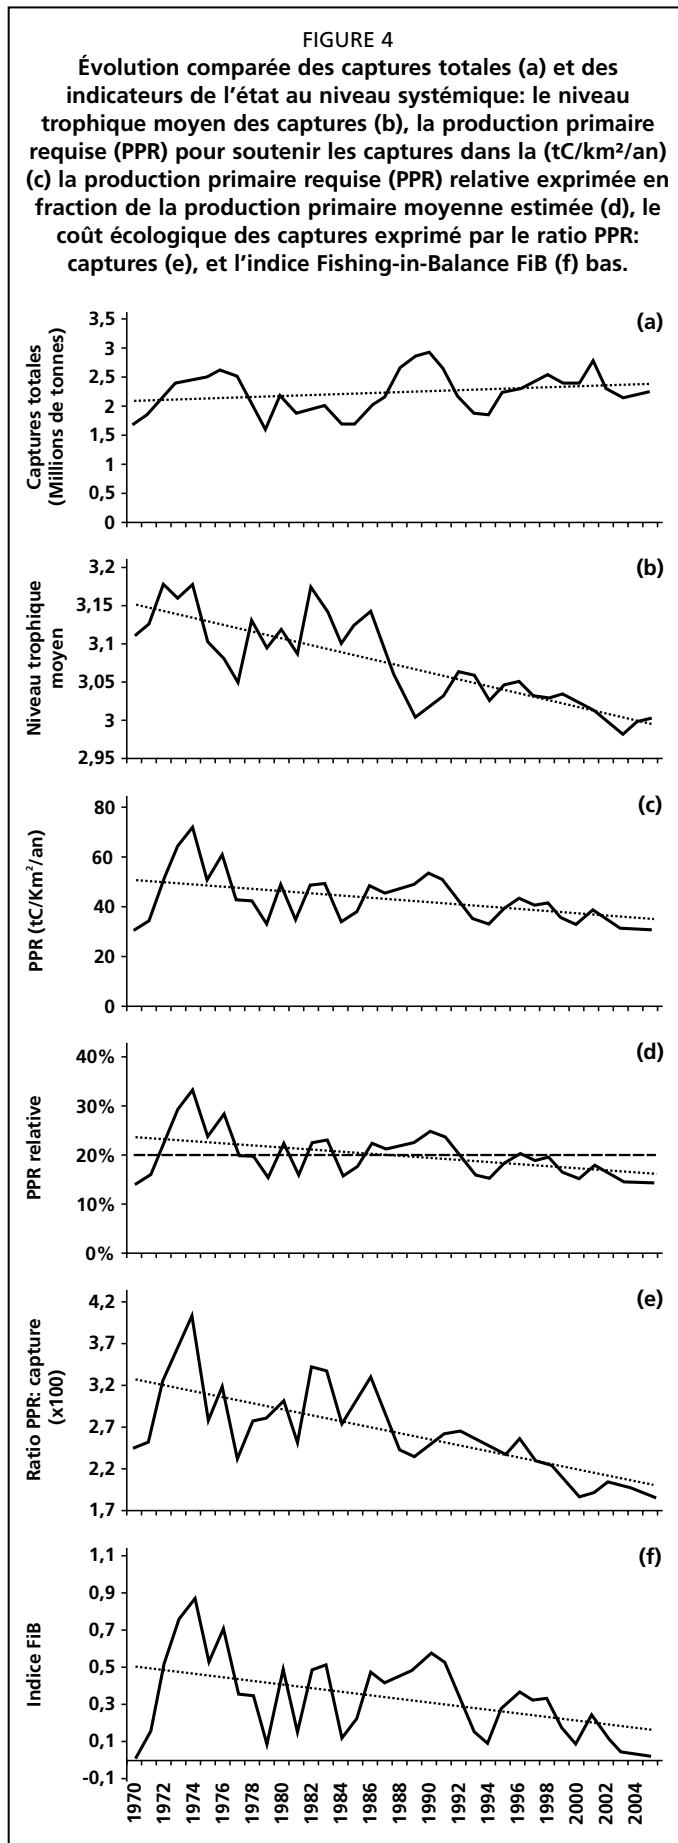 FIGURE 4
Évolution comparée des captures totales (a) et des
indicateurs de l’état au niveau systémique: le niveau
trophique moyen des captures (b), la production primaire
requise (PPR) pour soutenir les captures dans la (tC/km²/an)
(c) la production primaire requise (PPR) relative exprimée en
fraction de la production primaire moyenne estimée (d), le
coût écologique des captures exprimé par le ratio PPR:
captures (e), et l’indice Fishing-in-Balance FiB (f) bas.
(a)
Captures totales
(Millions de tonnes)
3,5
3
2,5
2
1,5
1
0,5
0
(b)
Niveau trophique
moyen
3,2
3,15
3,1
3,05
3
2,95
(c)
PPR (tC/Km²/an)
80
60
40
20
0
(d)
PPR relative
40%
30%
20%
10%
0%
(e)
Ratio PPR: capture
(x100)
4,2
3,7
3,2
2,7
2,2
1,7
(f)
Indice FiB
1,1
0,9
0,7
0,5
0,3
0,1
-0,1
1970
1972
1974
1976
1978
1980
1982
1984
1986
1988
1990
1992
1994
1996
1998
2000
2002
2004